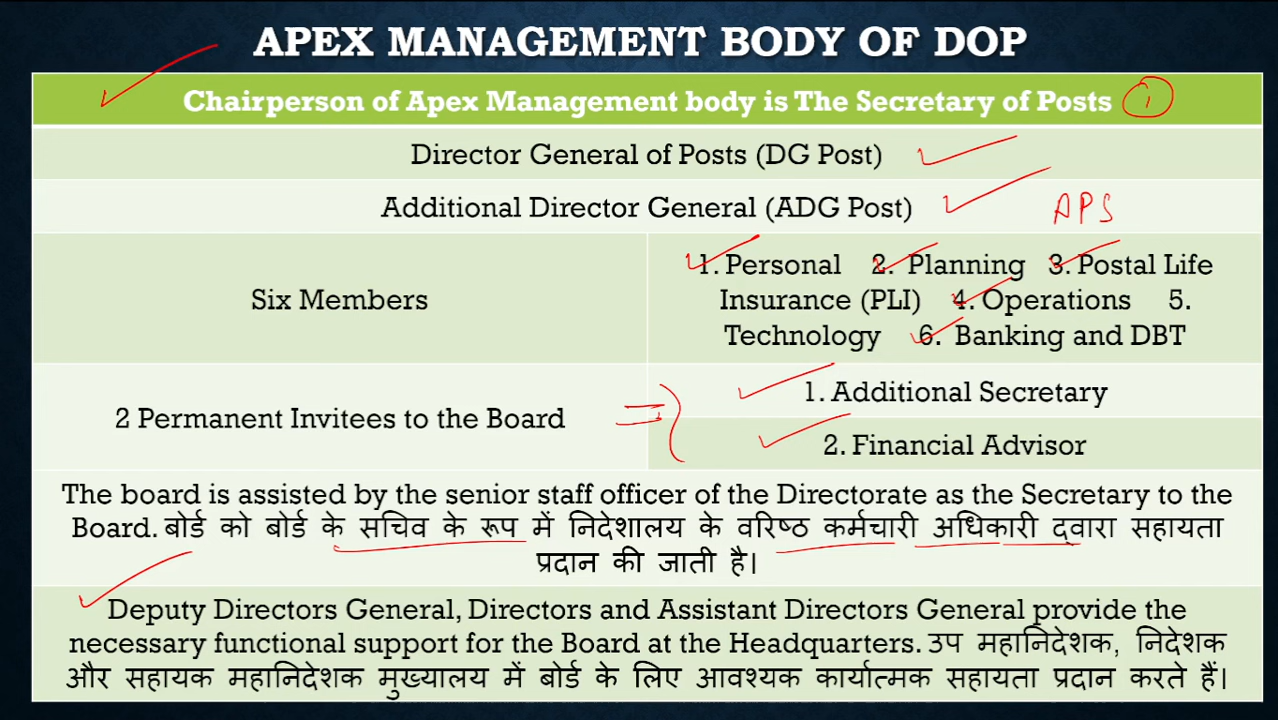 APEX MANAGEMENT BODY OF DOP
Chairperson of Apex Management body is The Secretary of Posts 1
Director General of Posts (DG Post)
Additional Director General (ADG Post)
APS
Six Members
1. Personal 2. Planning 3. Postal Life
Insurance (PLI) 4. Operations 5.
Technology 6. Banking and DBT
2 Permanent Invitees to the Board
1. Additional Secretary
2. Financial Advisor
The board is assisted by the senior staff officer of the Directorate as the Secretary to the
Board. बोर्ड को बोर्ड के सचिव के रूप में निदेशालय के वरिष्ठ कर्मचारी अधिकारी द्वारा सहायता
प्रदान की जाती है।
Deputy Directors General, Directors and Assistant Directors General provide the
necessary functional support for the Board at the Headquarters. उप महानिदेशक, निदेशक
और सहायक महानिदेशक मुख्यालय में बोर्ड के लिए आवश्यक कार्यात्मक सहायता प्रदान करते हैं।